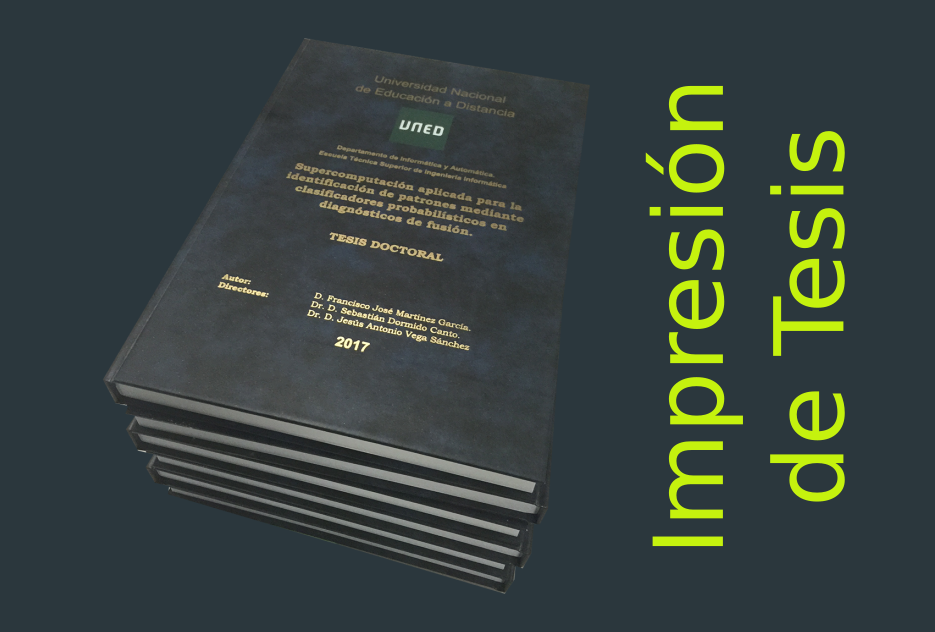 Universidad Nacional
de Educación a Distancia
UNED
Departamento de Informática y Automática.
Escuela Técnica Superior de Ingeniería Informática
Supercomputación aplicada para la
identificación de patrones mediante
clasificadores probabilísticos en
diagnósticos de fusión.
TESIS DOCTORAL
Autor:
Directores:
D. Francisco José Martínez García.
Dr. D. Sebastián Dormido Canto.
Dr. D. Jesús Antonio Vega Sánchez
2017
Impresión
de Tesis